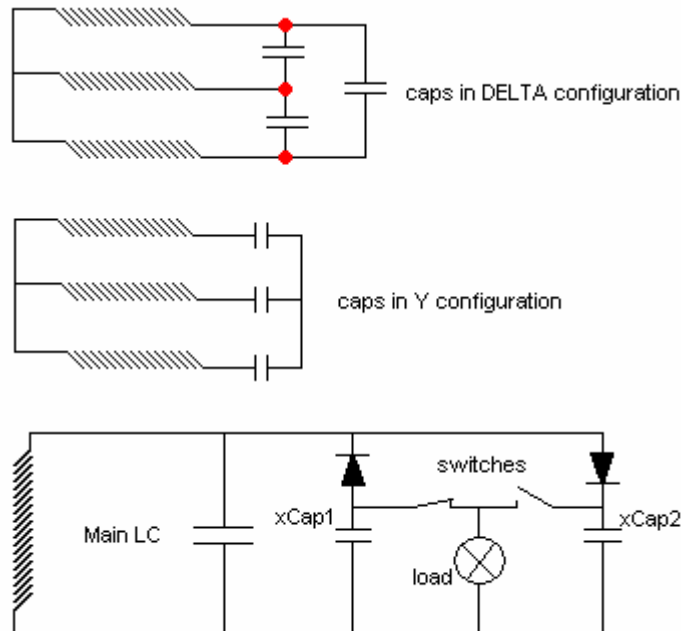 caps in DELTA configuration
caps in Y configuration
switches
Main LC
xCap1
xCap2
load